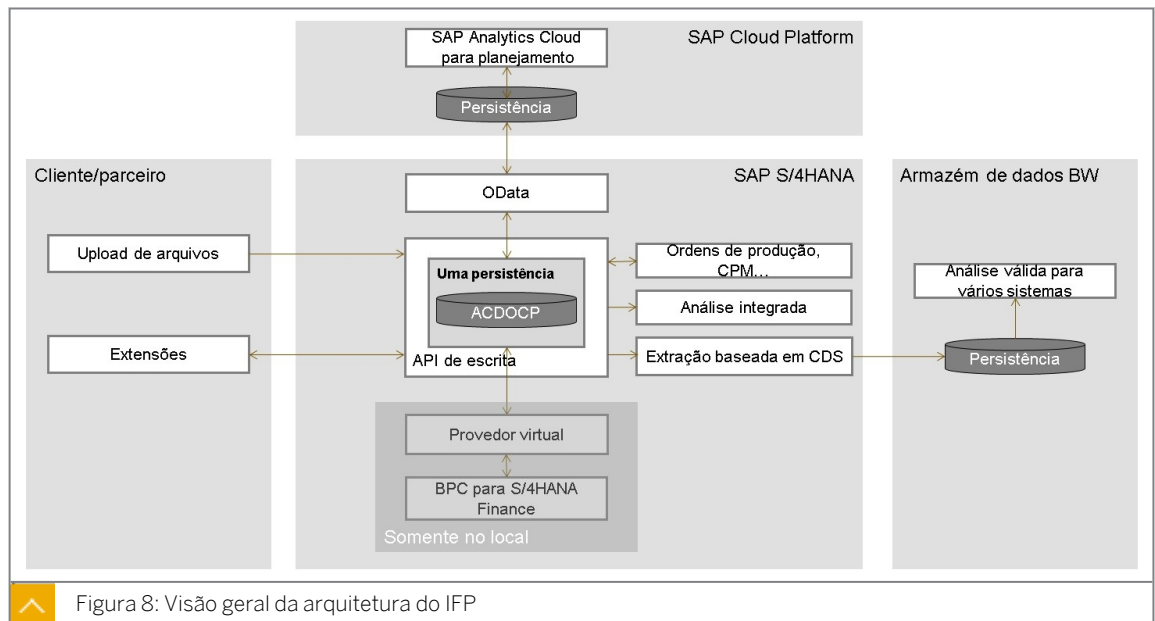 SAP Analytics Cloud
para planejamento
SAP Cloud Platform
Persistência
Cliente/parceiro
SAP S/4HANA
Armazém de dados BW
OData
Upload de arquivos
Ordens de produção,
CPM...
Uma persistência
ACDOCP
Análise válida para
vários sistemas
Análise integrada
Extensões
API de escrita
Extração baseada em CDS
Persistência
Provedor virtual
BPC para S/4HANA
Finance
Somente no local
Figura 8: Visão geral da arquitetura do IFP